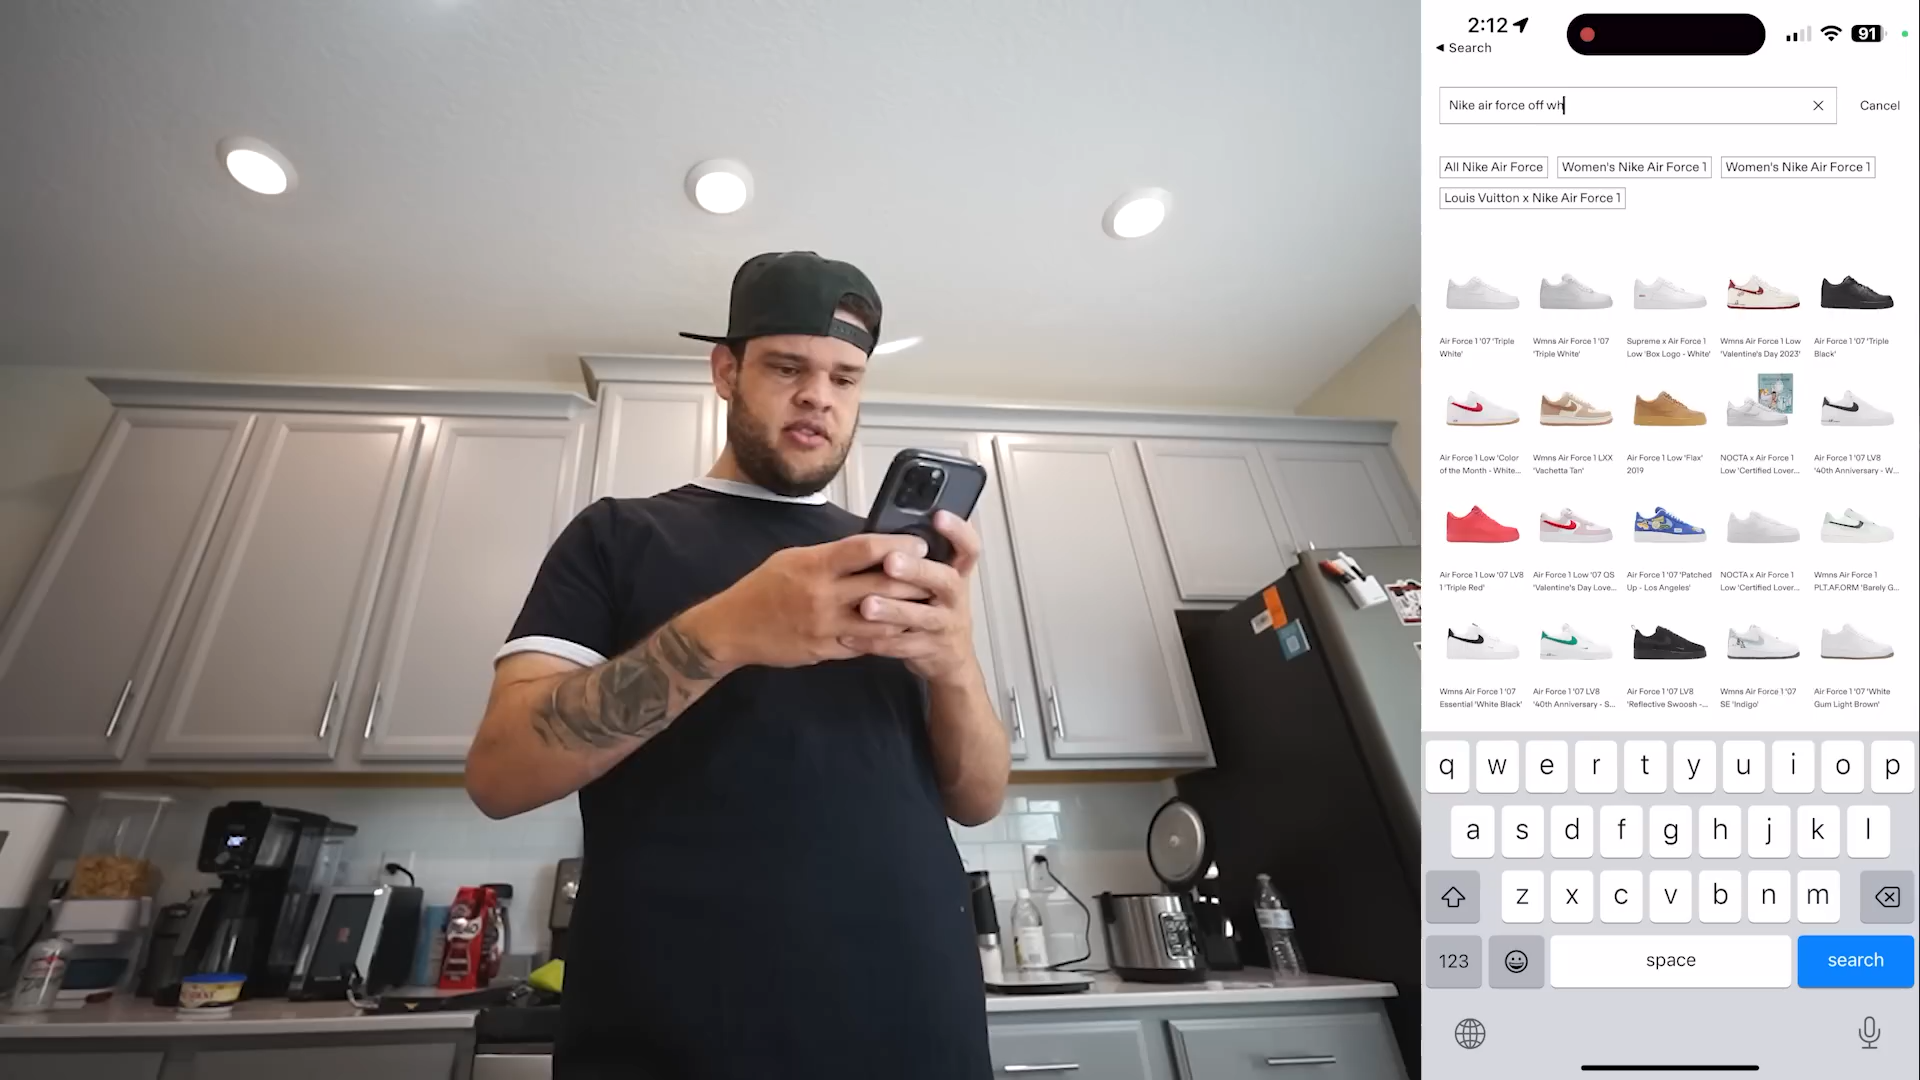 2:12
91
Search
Nike air force off wh
Cancel
All Nike Air Force
Women's Nike Air Force 1
Women's Nike Air Force 1
Louis Vuitton x Nike Air Force 1
Air Force 1 '07 'Triple
White'
Wmns Air Force 1 '07
'Triple White'
Supreme x Air Force 1
Low 'Box Logo - White'
Wmns Air Force 1 Low
'Valentine's Day 2023'
Air Force 1 '07 'Triple
Black'
Air Force 1 Low 'Color
of the Month - White...
Wmns Air Force 1 LXX
'Vachetta Tan'
Air Force 1 Low 'Flax'
2019
NOCTA x Air Force 1
Low 'Certified Lover...
Air Force 1 '07 LV8
'40th Anniversary - W...
Air Force 1 Low '07 LV8
1 'Triple Red'
Air Force 1 Low '07 OS
'Valentine's Day Love...
Air Force 1 '07 'Patched
Up - Los Angeles'
NOCTA x Air Force 1
Low 'Certified Lover...
Wmns Air Force 1
PLT.AF.ORM 'Barely G...
Wmns Air Force 1 '07
Essential 'White Black'
Air Force 1 '07 LV8
'40th Anniversary - S...
Air Force 1 '07 LV8
'Reflective Swoosh -...
Wmns Air Force 1 '07
SE 'Indigo'
Air Force 1 '07 'White
Gum Light Brown'
q w e r t y u i o p
a s d f g h j k l
z x c v b n m
123
space
search